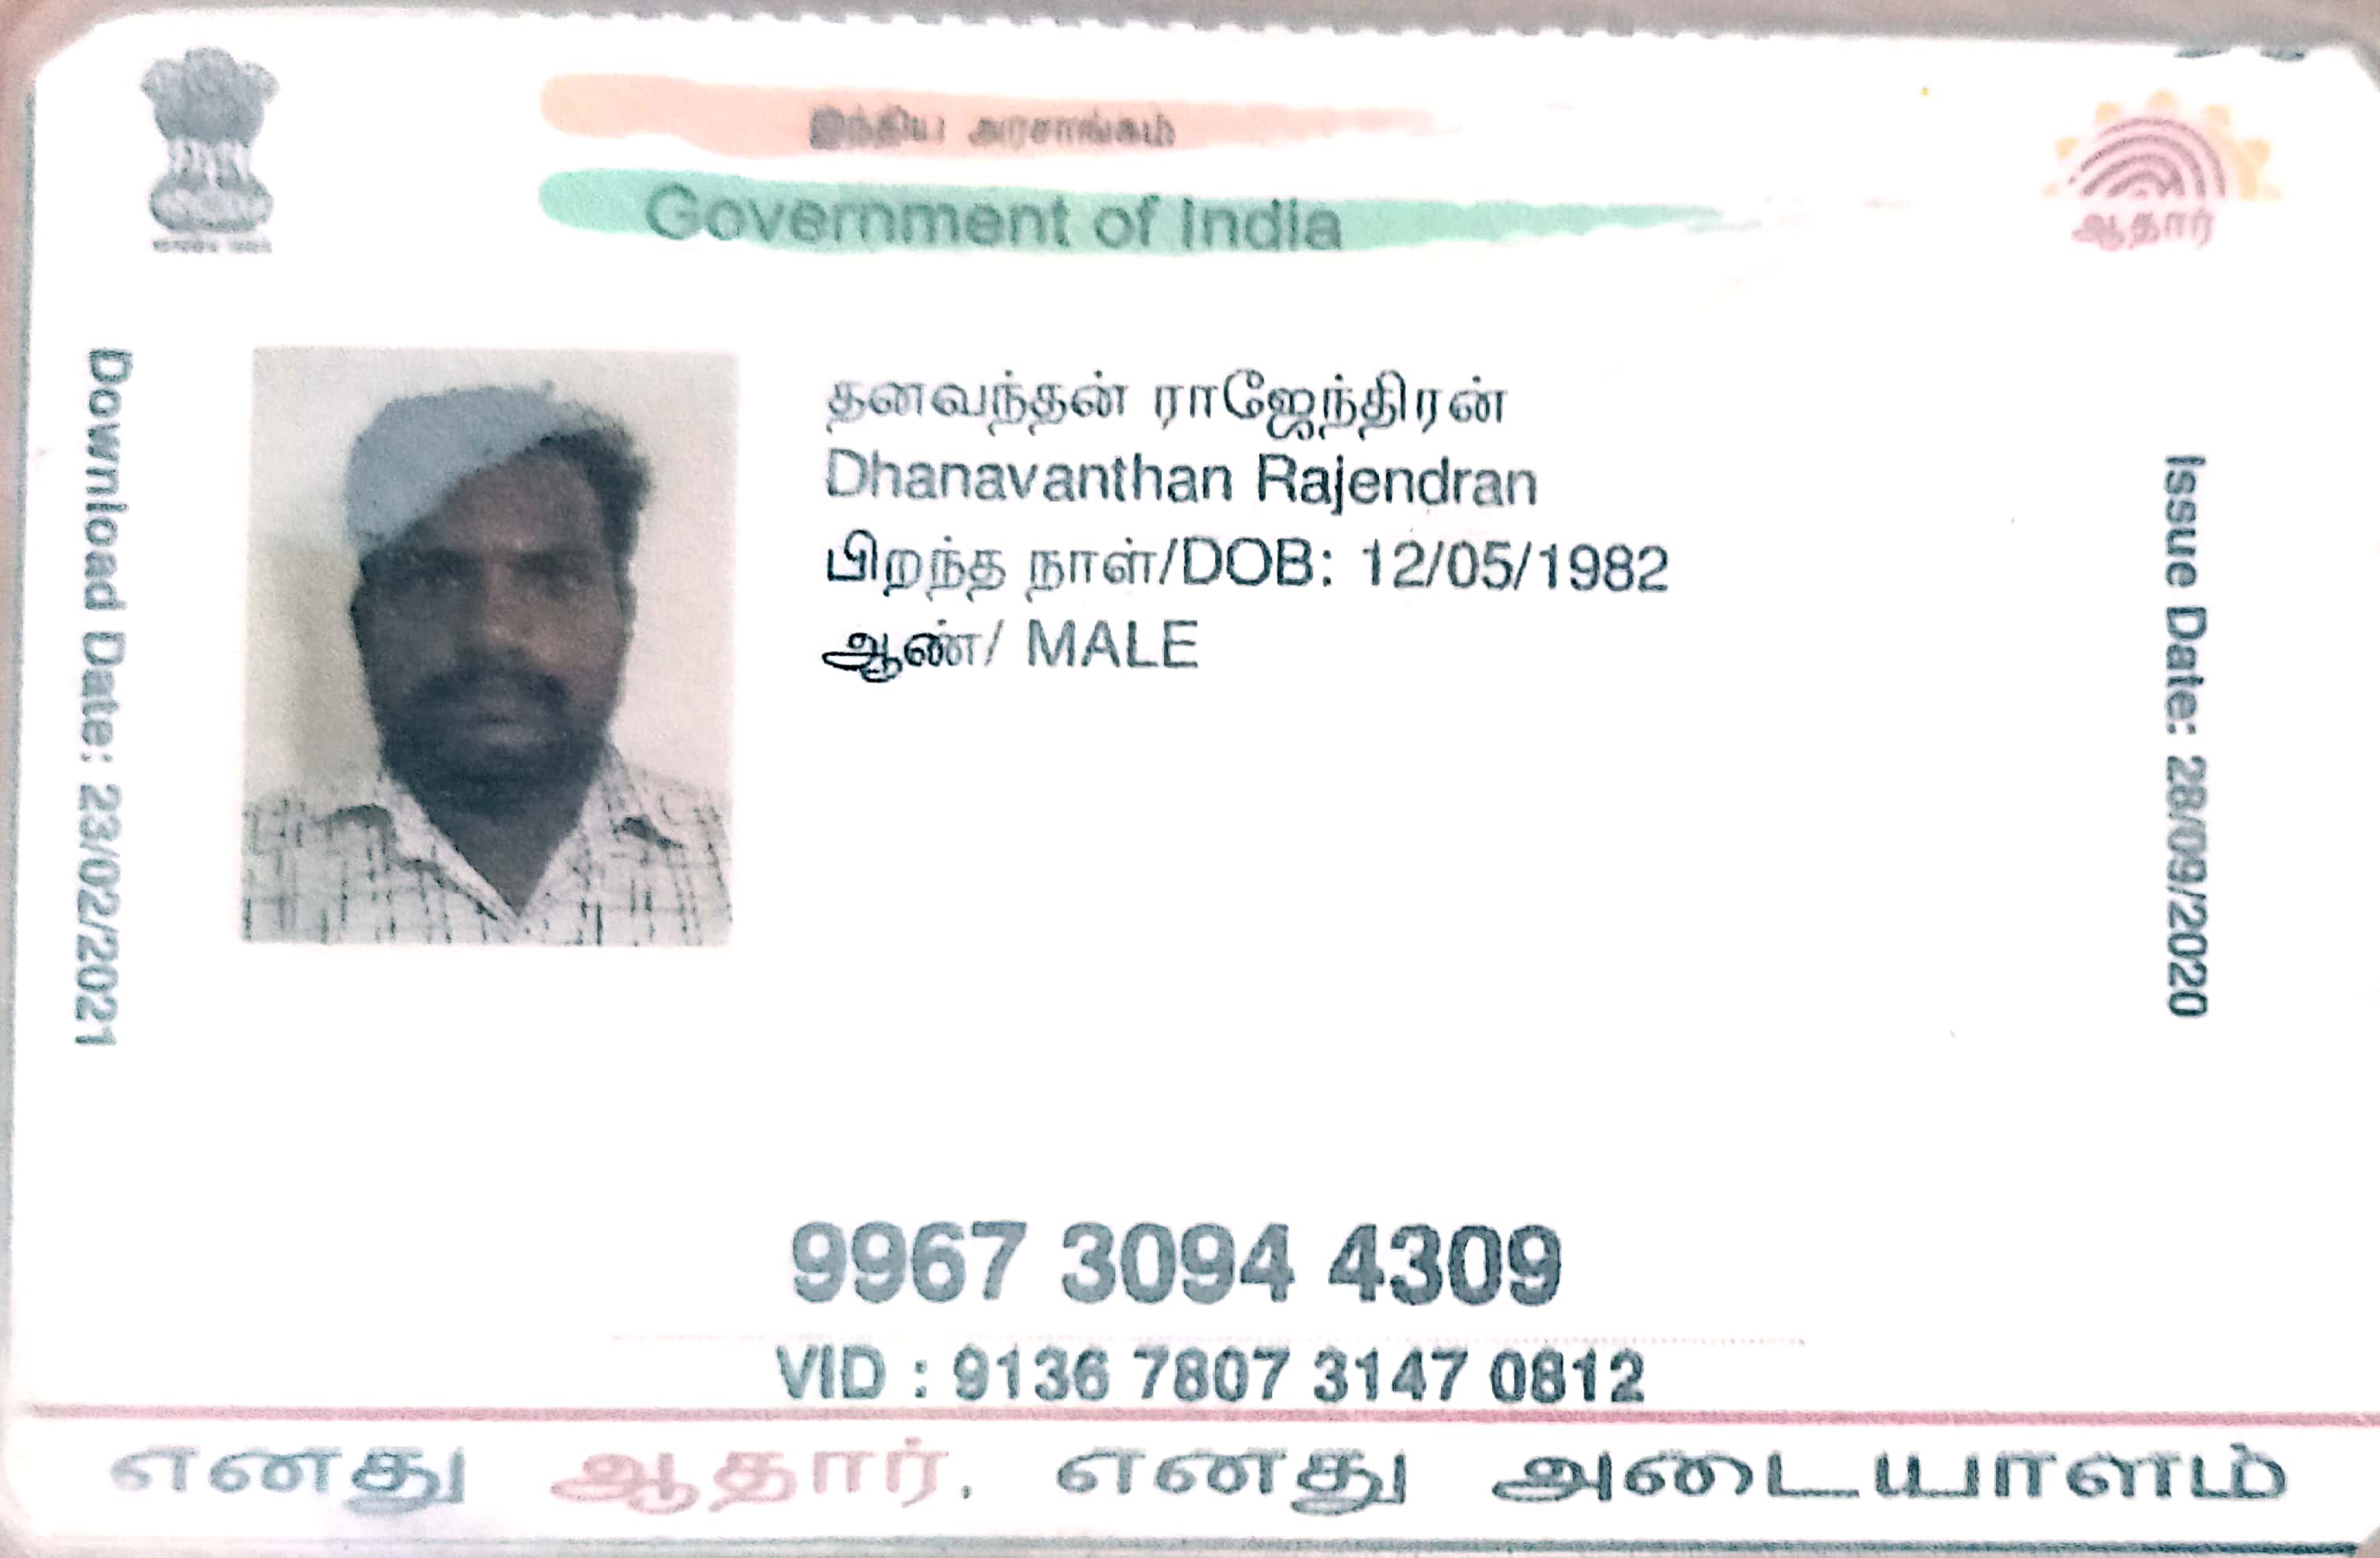 இந்திய அரசாங்கம்
Government of India
ஆதார்
Download Date: 23/02/2021
தனவந்தன் ராஜேந்திரன்
Dhanavanthan Rajendran
பிறந்த நாள்/DOB: 12/05/1982
ஆண்/ MALE
Issue Date: 28/09/2020
9967 3094 4309
VID : 9136 7807 3147 0812
எனது ஆதார், எனது அடையாளம்